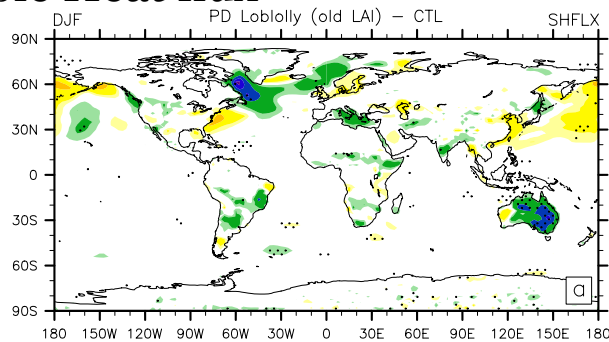 DJF PD Loblolly (old LAI) – CTL SHFLX
90N
60N
30N
0
30S
60S
a
90S
180 150W 120W 90W 60W 30W 0 30E 60E 90E 120E 150E 180